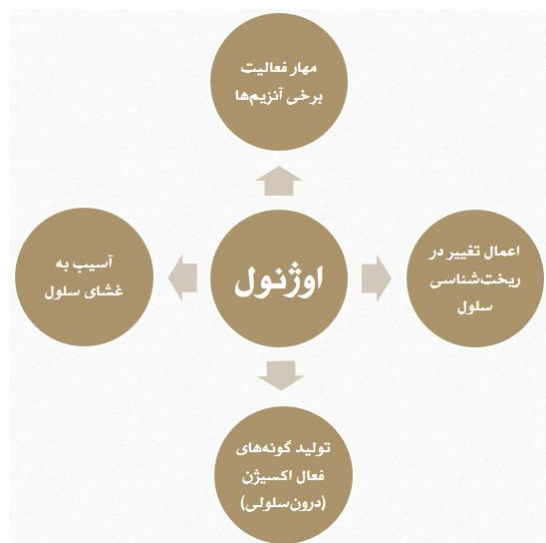 مهار فعالیت
برخی آنزیم‌ها
اعمال تغییر در
ریخت‌شناسی
سلول
اوژنول
آسیب به
غشای سلول
تولید گونه‌های
فعال اکسیژن
(درون‌سلولی)